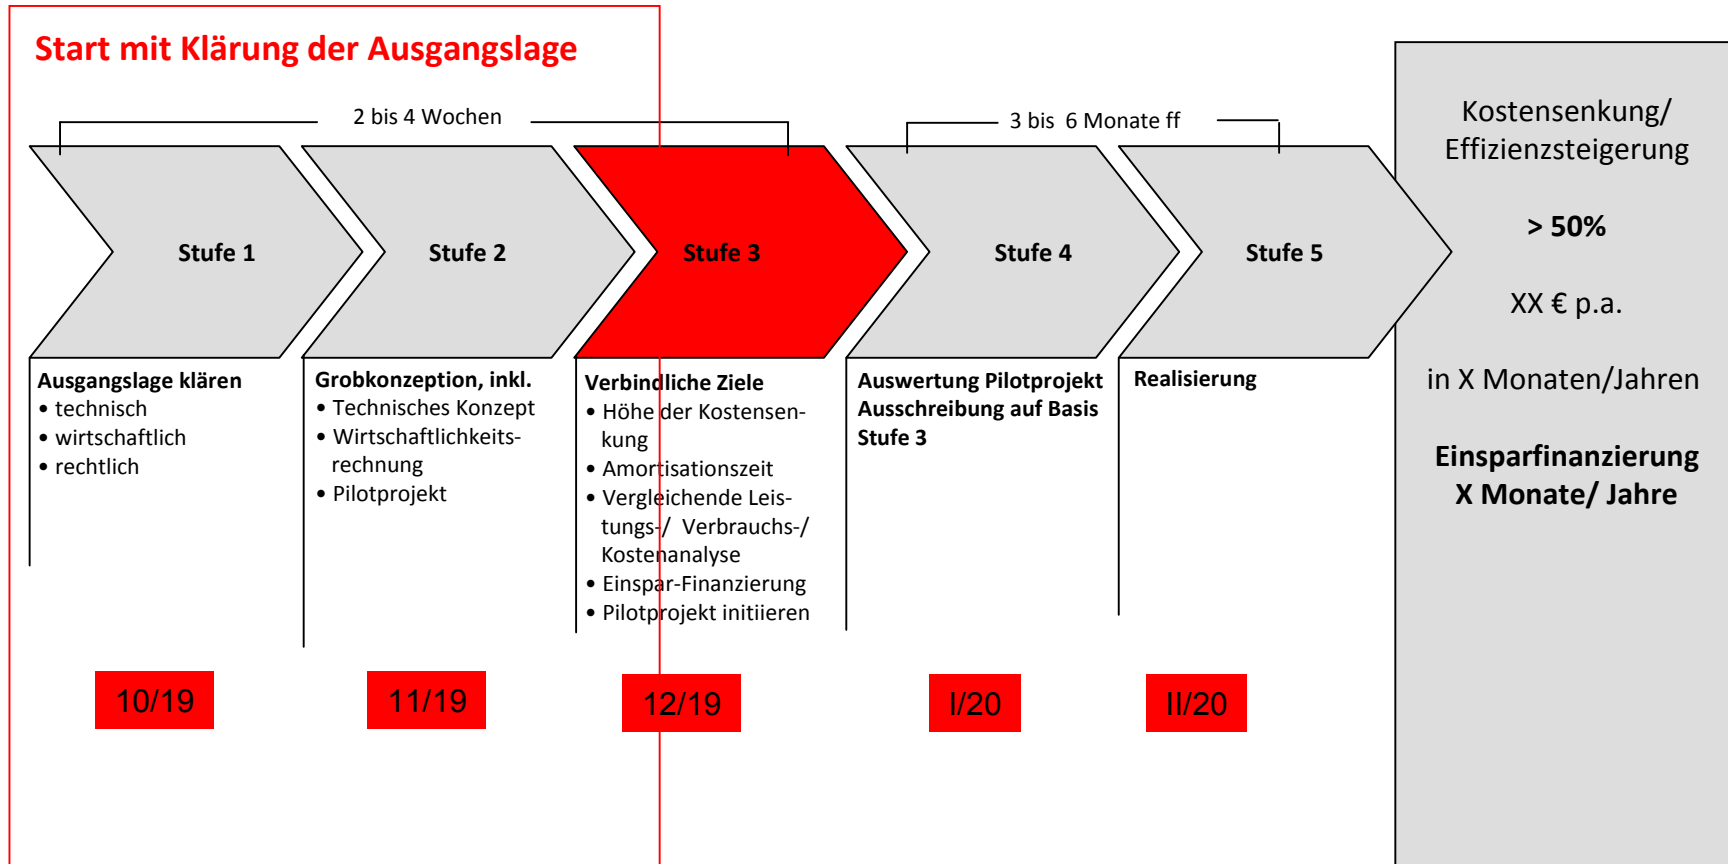 Start mit Klärung der Ausgangslage
2 bis 4 Wochen
3 bis 6 Monate ff
Stufe 1
Stufe 2
Stufe 3
Stufe 4
Stufe 5
Ausgangslage klären
• technisch
• wirtschaftlich
• rechtlich
Grobkonzeption, inkl.
• Technisches Konzept
• Wirtschaftlichkeits-
rechnung
• Pilotprojekt
Verbindliche Ziele
• Höhe der Kostensen-
kung
• Amortisationszeit
• Vergleichende Leis-
tungs-/ Verbrauchs-/
Kostenanalyse
• Einspar-Finanzierung
• Pilotprojekt initiieren
Auswertung Pilotprojekt
Ausschreibung auf Basis
Stufe 3
Realisierung
10/19
11/19
12/19
I/20
II/20
Kostensenkung/
Effizienzsteigerung
> 50%
XX € p.a.
in X Monaten/Jahren
Einsparfinanzierung
X Monate/ Jahre